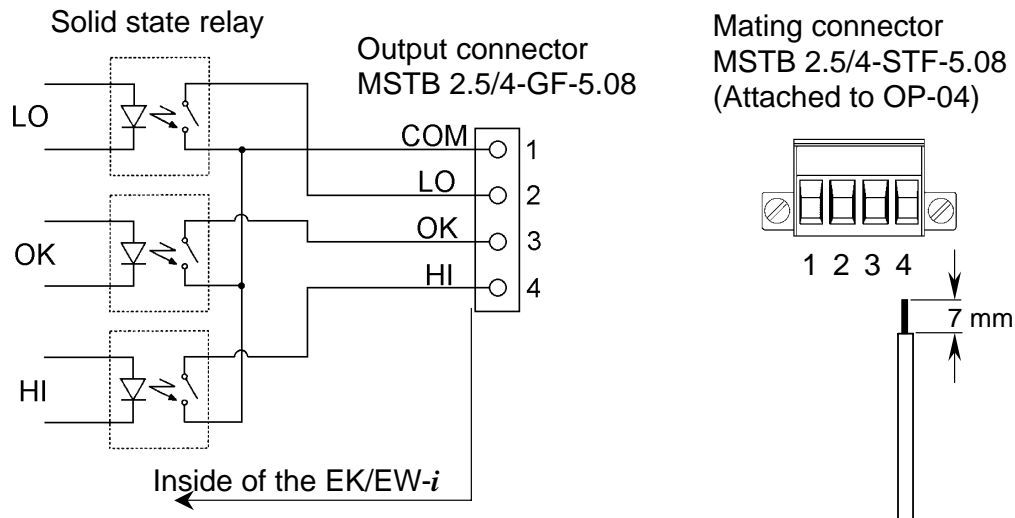 Solid state relay
Output connector
MSTB 2.5/4-GF-5.08
Mating connector
MSTB 2.5/4-STF-5.08
(Attached to OP-04)
LO
OK
HI
COM
LO
OK
HI
1
2
3
4
1 2 3 4
7 mm
Inside of the EK/EW-i